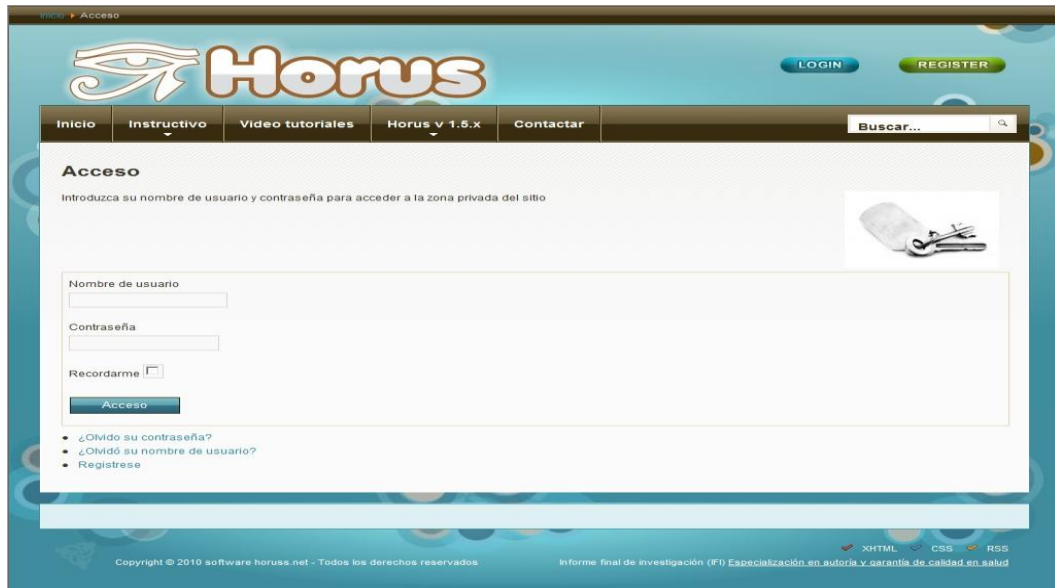 Inicio Acceso
Horus
LOGIN REGISTER
Inicio Instructivo Video tutoriales Horus v 1.5.x Contactar Buscar...
Acceso
Introduzca su nombre de usuario y contraseña para acceder a la zona privada del sitio
Nombre de usuario
Contraseña
Recordarme
Acceso
¿Olvido su contraseña?
¿Olvidó su nombre de usuario?
Registrese
XHTML CSS RSS
Copyright © 2010 software horuss.net - Todos los derechos reservados Informe final de investigación (IFI) Especialización en autoría y garantía de calidad en salud